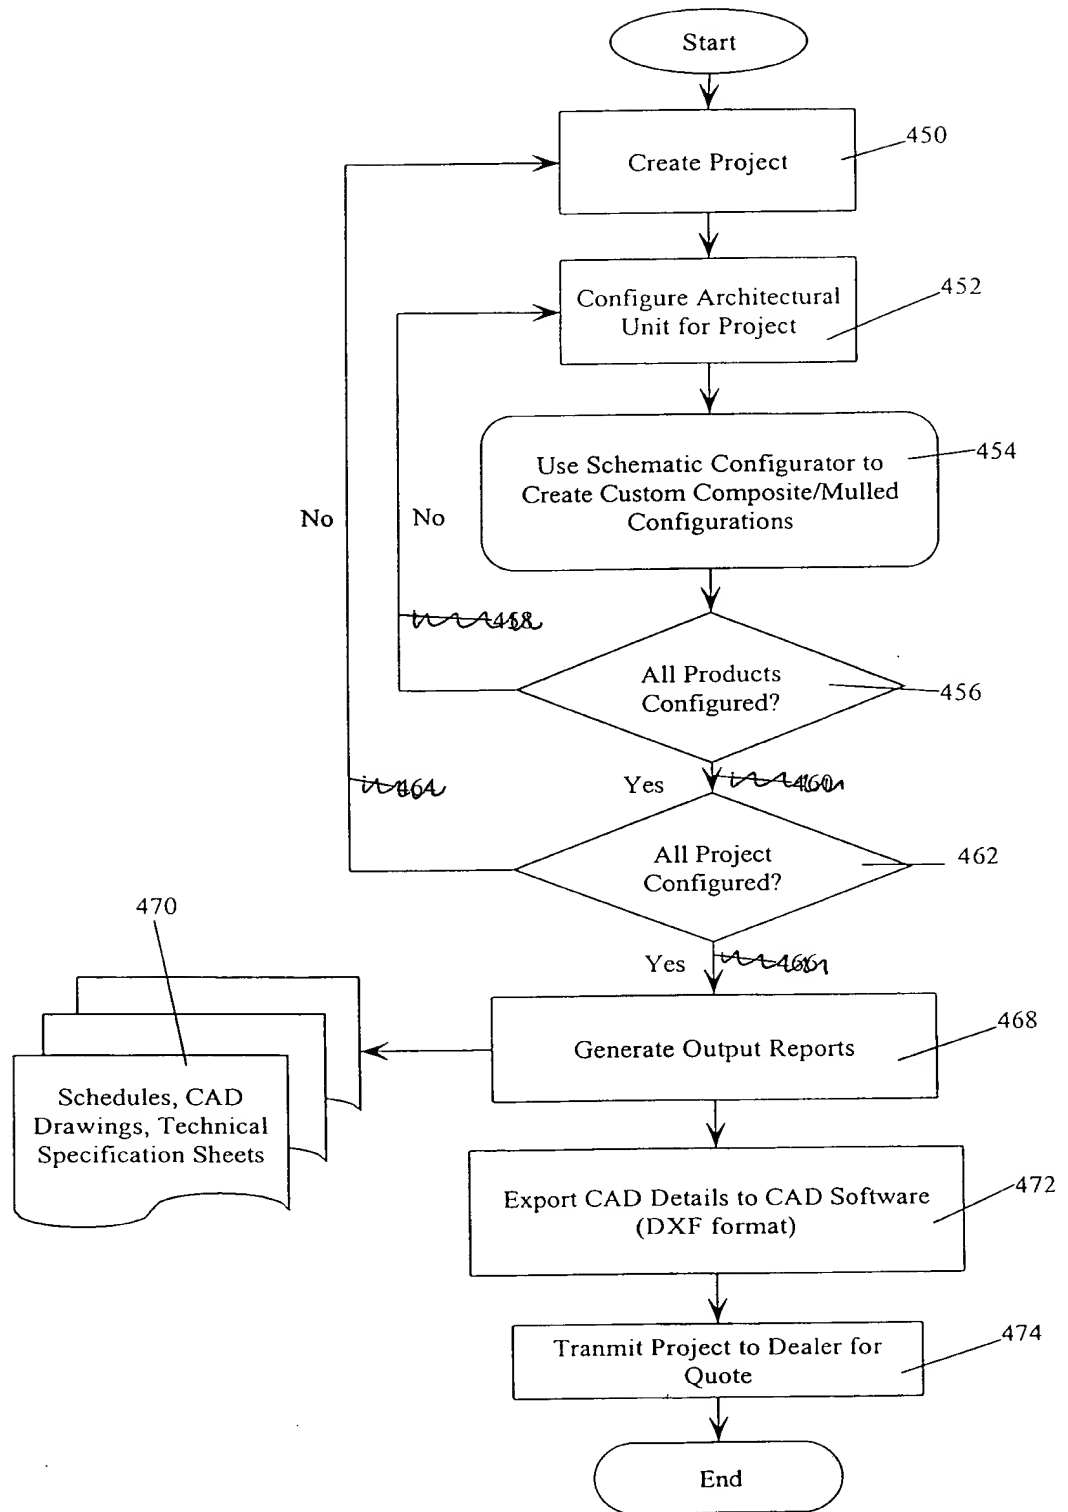 Start
Create Project
450
Configure Architectural
Unit for Project
452
Use Schematic Configurator to
Create Custom Composite/Mulled
Configurations
454
No
No
458
All Products
Configured?
456
Yes
460
464
All Project
Configured?
462
470
Yes
466
Generate Output Reports
468
Schedules, CAD
Drawings, Technical
Specification Sheets
Export CAD Details to CAD Software
(DXF format)
472
Tranmit Project to Dealer for
Quote
474
End